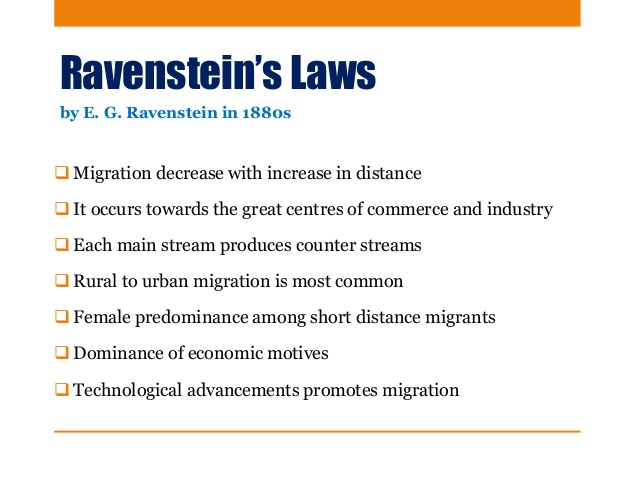 Ravenstein's Laws
by E. G. Ravenstein in 1880s
Migration decrease with increase in distance
It occurs towards the great centres of commerce and industry
Each main stream produces counter streams
Rural to urban migration is most common
Female predominance among short distance migrants
Dominance of economic motives
Technological advancements promotes migration